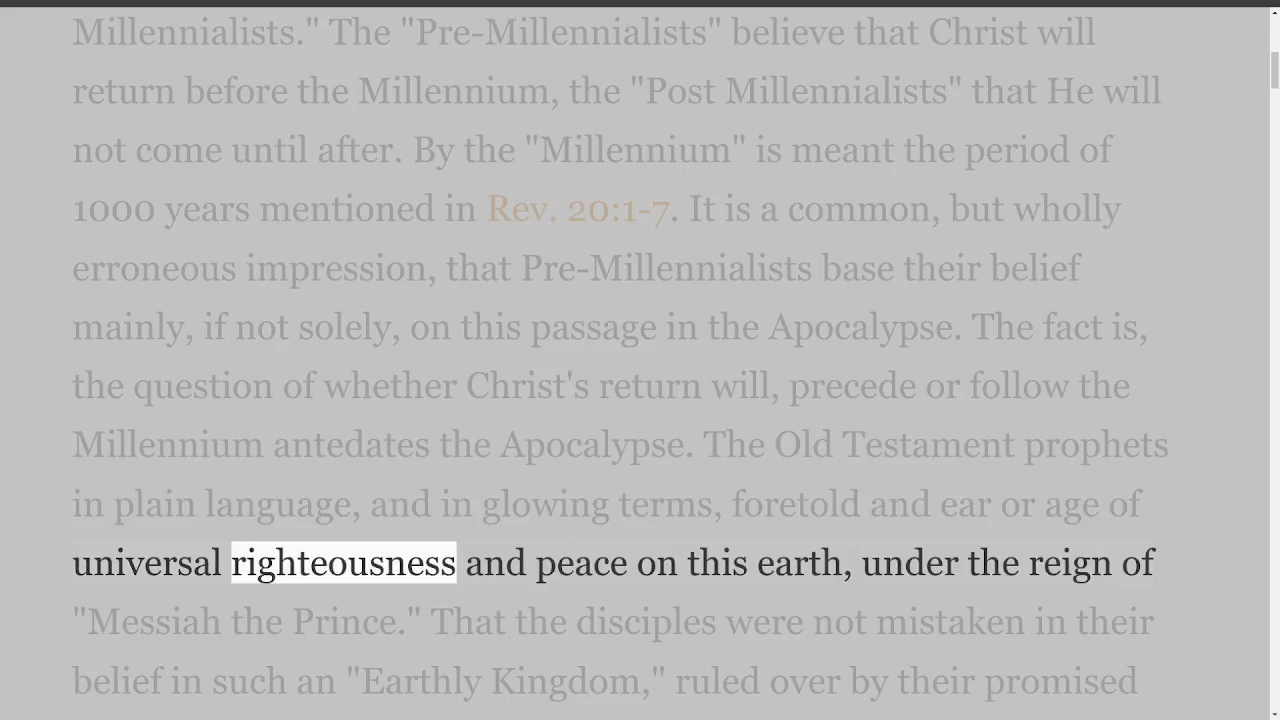 Millennialists." The "Pre-Millennialists" believe that Christ will
return before the Millennium, the "Post Millennialists" that He will
not come until after. By the "Millennium" is meant the period of
1000 years mentioned in Rev. 20:1-7. It is a common, but wholly
erroneous impression, that Pre-Millennialists base their belief
mainly, if not solely, on this passage in the Apocalypse. The fact is,
the question of whether Christ's return will, precede or follow the
Millennium antedates the Apocalypse. The Old Testament prophets
in plain language, and in glowing terms, foretold and ear or age of
universal righteousness and peace on this earth, under the reign of
"Messiah the Prince." That the disciples were not mistaken in their
belief in such an "Earthly Kingdom," ruled over by their promised